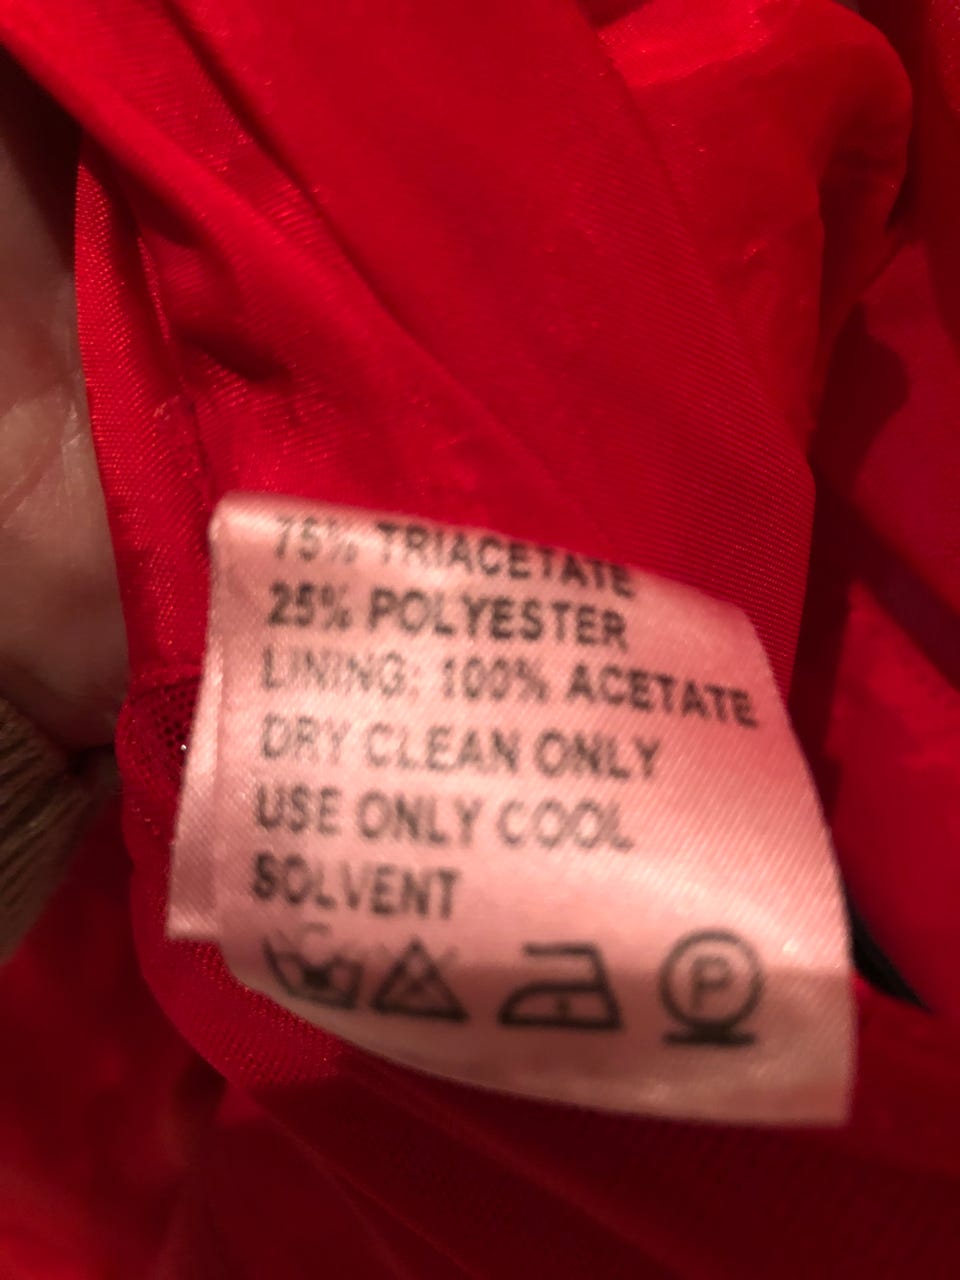 75% TRIACETATE
25% POLYESTER
LINING: 100% ACETATE
DRY CLEAN ONLY
USE ONLY COOL
SOLVENT
P